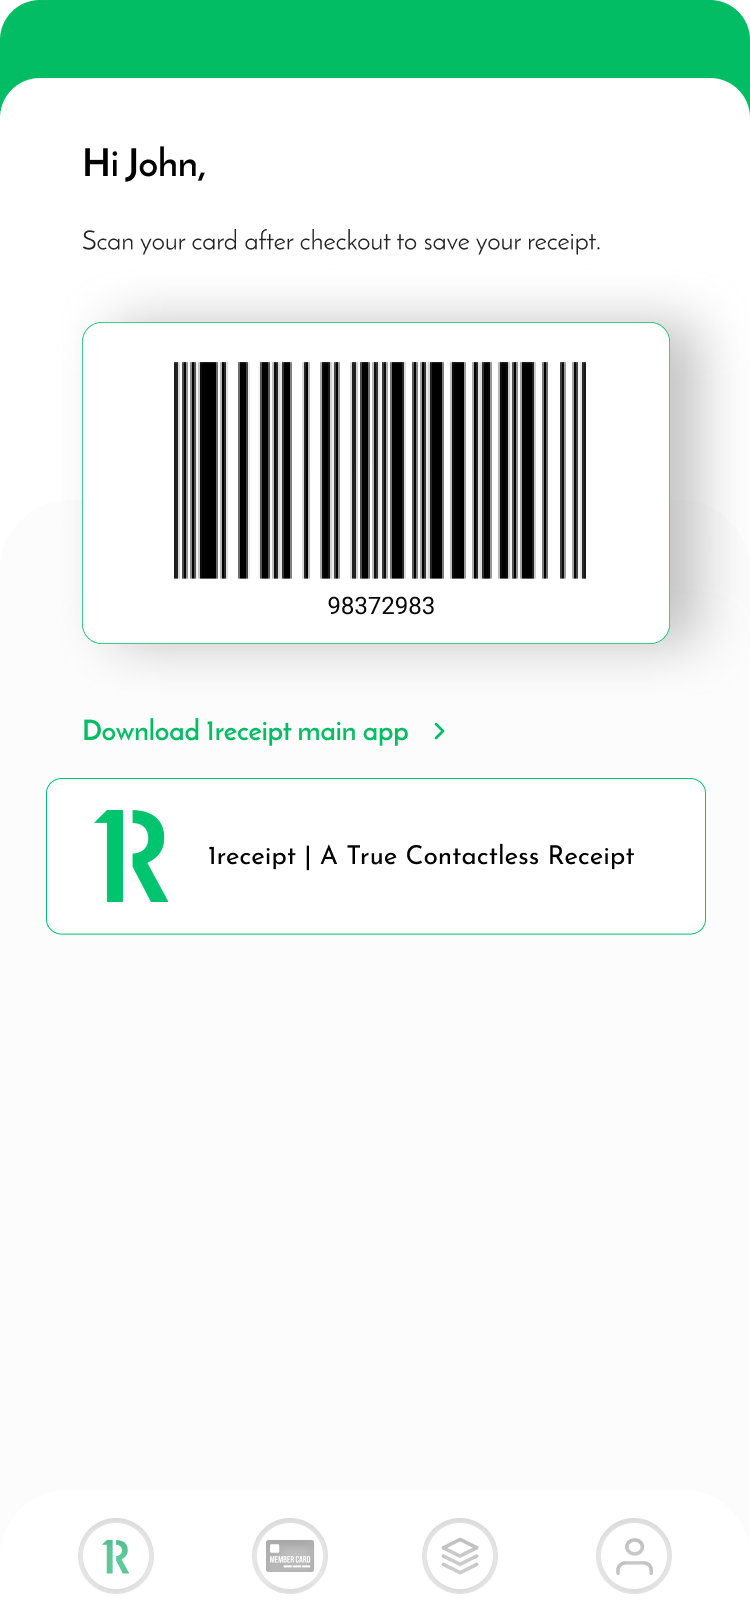 Hi John,
Scan your card after checkout to save your receipt.
98372983
Download 1receipt main app
1R
1receipt | A True Contactless Receipt
1R
MEMBER CARD